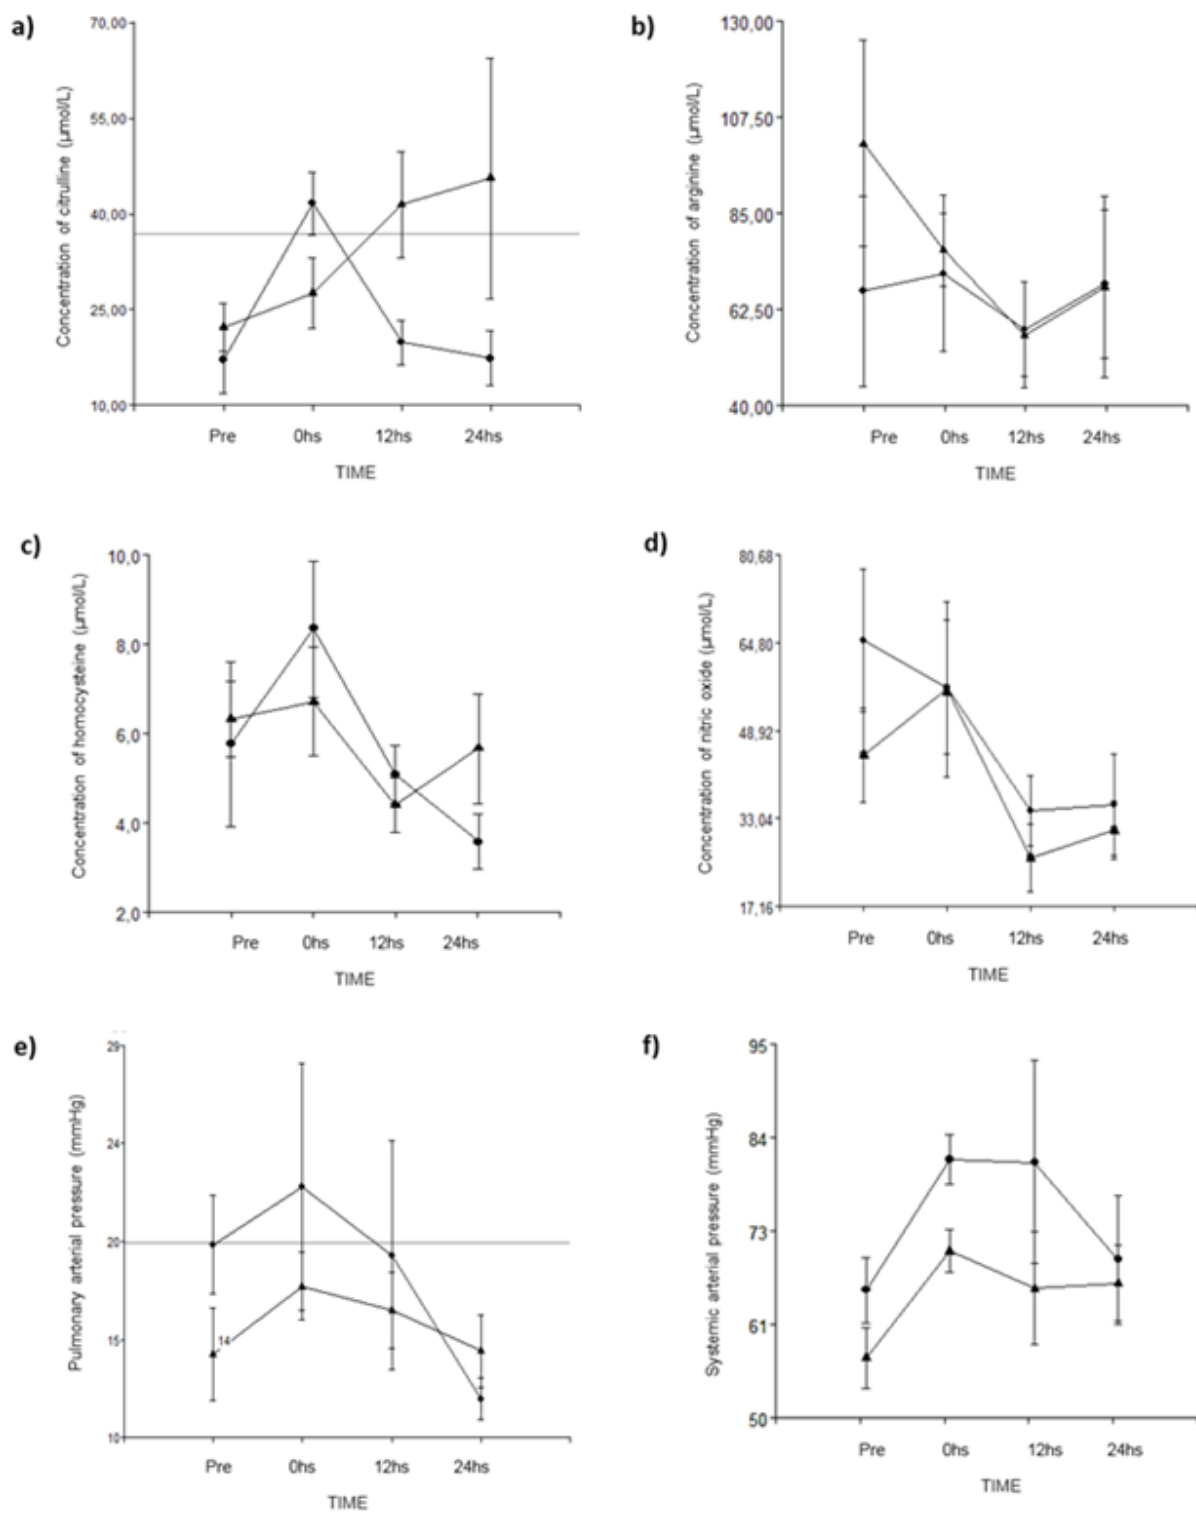 a)
70,00
55,00
40,00
25,00
10,00
Concentration of citrulline (µmol/L)
Pre 0hs 12hs 24hs
TIME
b)
130,00
107,50
85,00
62,50
40,00
Concentration of arginine (µmol/L)
Pre 0hs 12hs 24hs
TIME
c)
10,0
8,0
6,0
4,0
2,0
Concentration of homocysteine (µmol/L)
Pre 0hs 12hs 24hs
TIME
d)
80,68
64,80
48,92
33,04
17,16
Concentration of nitric oxide (µmol/L)
Pre 0hs 12hs 24hs
TIME
e)
29
24
20
15
10
Pulmonary arterial pressure (mmHg)
14
Pre 0hs 12hs 24hs
TIME
f)
95
84
73
61
50
Systemic arterial pressure (mmHg)
Pre 0hs 12hs 24hs
TIME